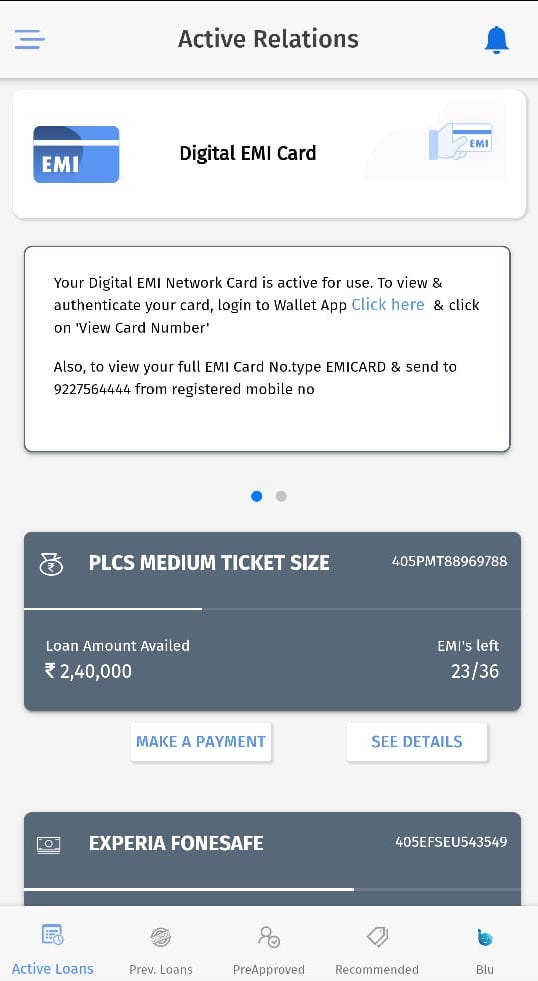 Active Relations
EMI
Digital EMI Card
EMI
Your Digital EMI Network Card is active for use. To view &
authenticate your card, login to Wallet App Click here & click
on 'View Card Number'
Also, to view your full EMI Card No.type EMICARD & send to
9227564444 from registered mobile no
PLCS MEDIUM TICKET SIZE 405PMT88969788
Loan Amount Availed EMI's left
₹ 2,40,000 23/36
MAKE A PAYMENT SEE DETAILS
EXPERIA FONESAFE 405EFSEU543549
Active Loans Prev. Loans PreApproved Recommended Blu